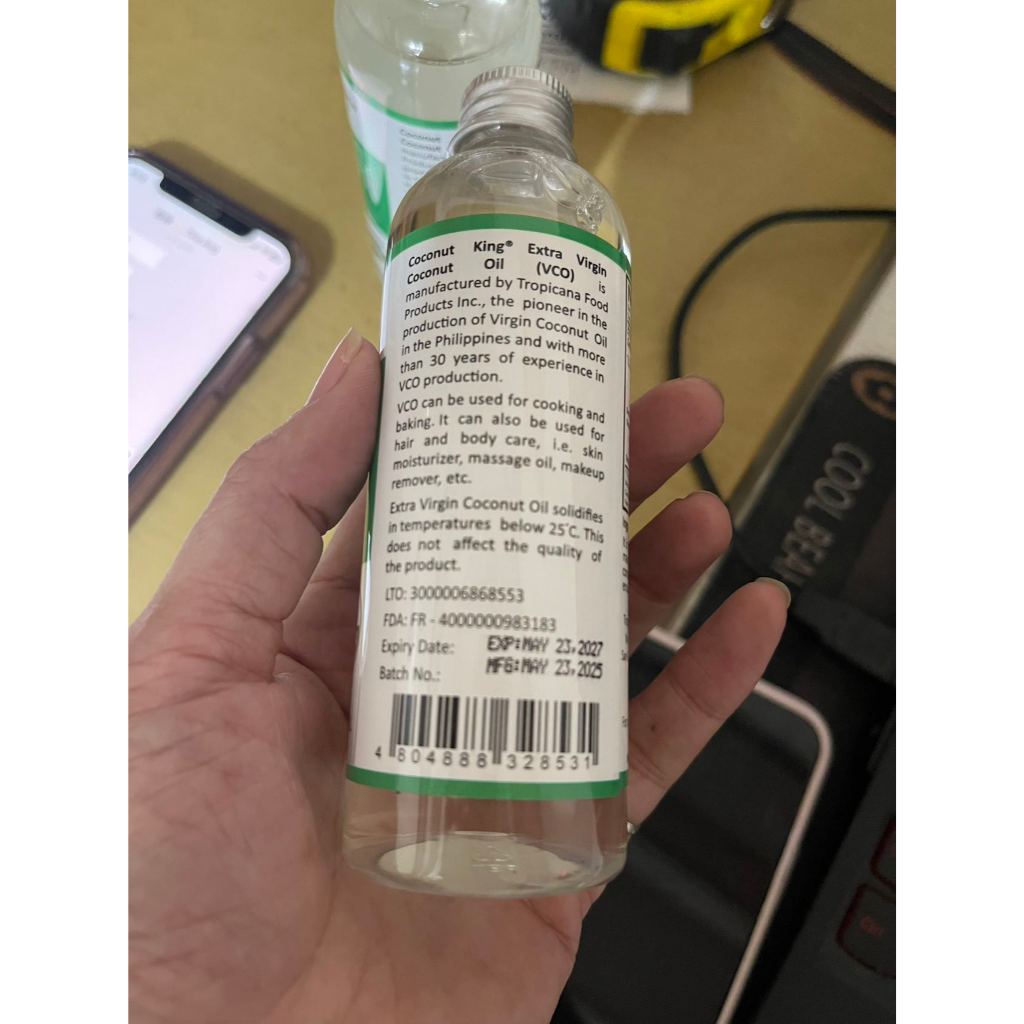 Coconut King® Extra Virgin
Coconut Oil (VCO) is
manufactured by Tropicana Food
Products Inc., the pioneer in the
production of Virgin Coconut Oil
in the Philippines and with more
than 30 years of experience in
VCO production.
VCO can be used for cooking and
baking. It can also be used for
hair and body care, i.e. skin
moisturizer, massage oil, makeup
remover, etc.
Extra Virgin Coconut Oil solidifies
in temperatures below 25°C. This
does not affect the quality of
the product.
LTO: 3000006868553
FDA: FR - 4000000983183
Expiry Date: EXP:MAY 23,2027
MFG:MAY 23,2025
Batch No.:
4 804888 328531
Coconut
Coconut
COOL BEA